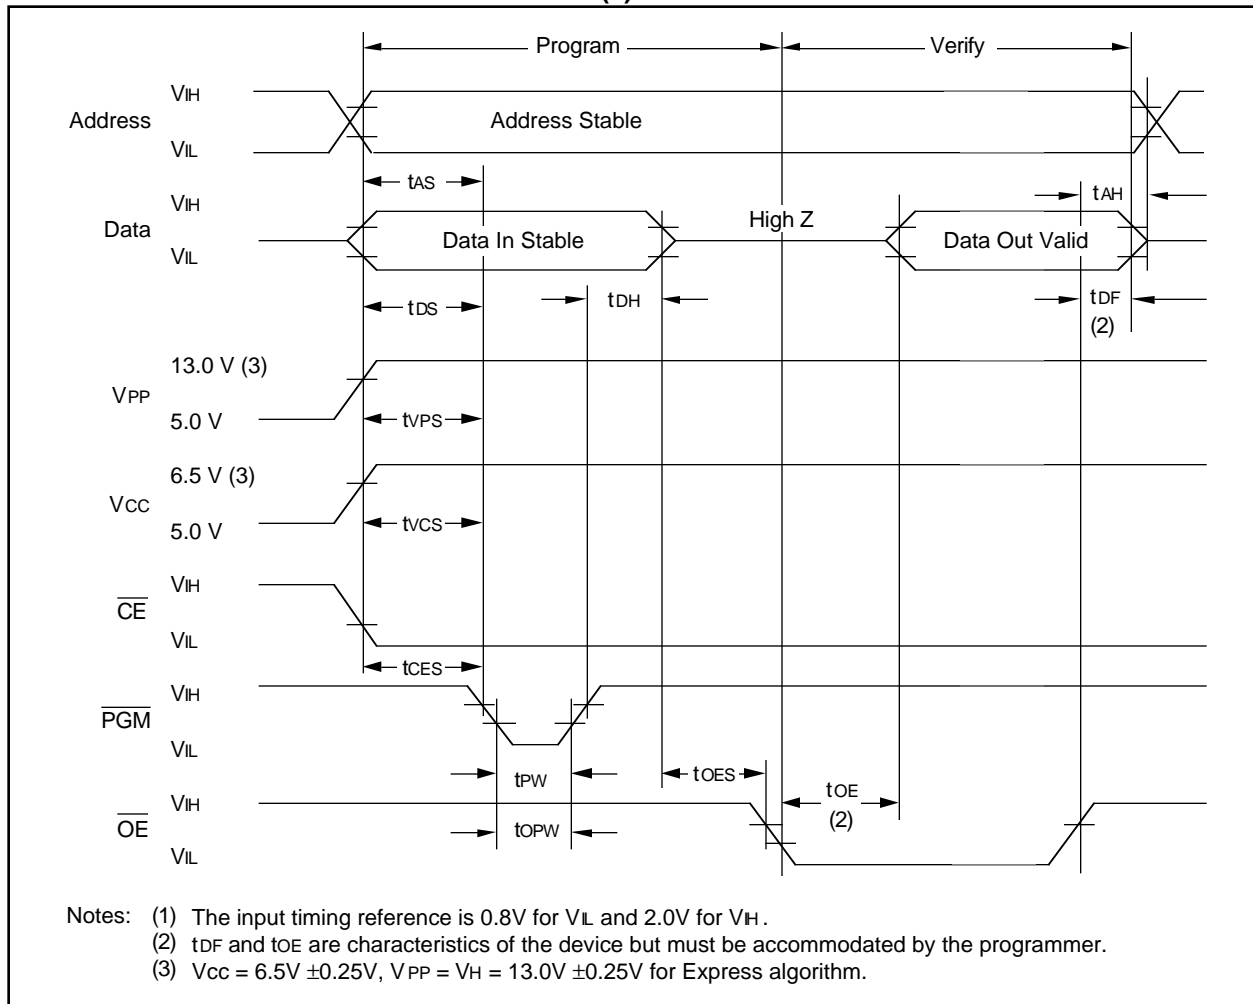 Program
Verify
Address
VIH
VIL
Address Stable
tAS
tAH
Data
VIH
VIL
Data In Stable
High Z
Data Out Valid
tDS
tDH
tDF
(2)
VPP
13.0 V (3)
5.0 V
tVPS
VCC
6.5 V (3)
5.0 V
tVCS
CE
VIH
VIL
tCES
PGM
VIH
VIL
tPW
tOES
tOE
(2)
OE
VIH
VIL
tOPW
Notes: (1) The input timing reference is 0.8V for VIL and 2.0V for VIH.
(2) tDF and tOE are characteristics of the device but must be accommodated by the programmer.
(3) Vcc = 6.5V ±0.25V, VPP = VH = 13.0V ±0.25V for Express algorithm.